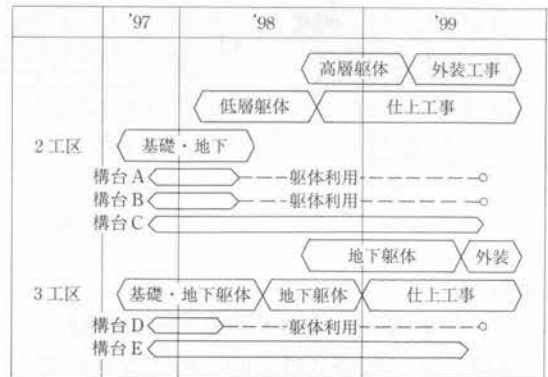 '97 '98 '99
高層躯体 外装工事
低層躯体 仕上工事
2工区 基礎・地下
構台A 躯体利用
構台B 躯体利用
構台C
地下躯体 外装
3工区 基礎・地下躯体 地下躯体 仕上工事
構台D 躯体利用
構台E